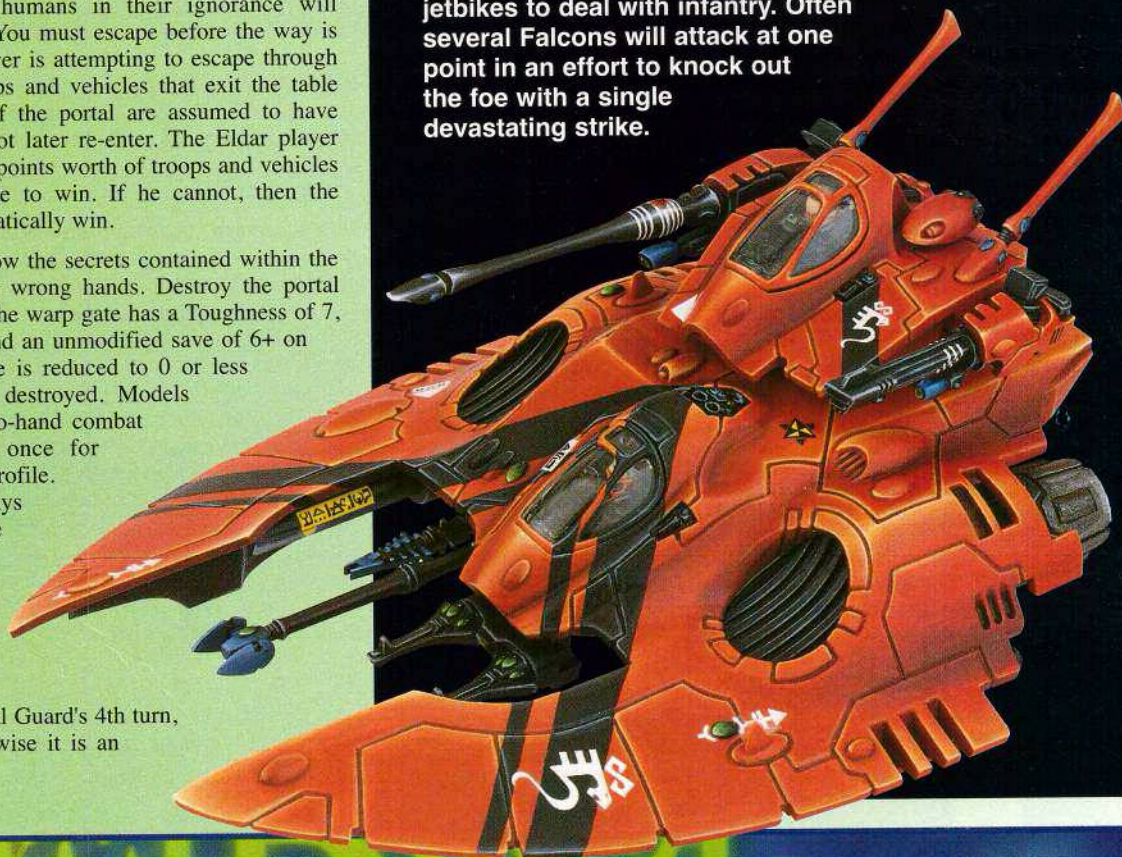 humans in their ignorance will
You must escape before the way is
er is attempting to escape through
ps and vehicles that exit the table
f the portal are assumed to have
ot later re-enter. The Eldar player
points worth of troops and vehicles
e to win. If he cannot, then the
atically win.
ow the secrets contained within the
wrong hands. Destroy the portal
he warp gate has a Toughness of 7,
nd an unmodified save of 6+ on
e is reduced to 0 or less
destroyed. Models
o-hand combat
once for
rofile.
ys
e
l Guard's 4th turn,
wise it is an
jetbikes to deal with infantry. Often
several Falcons will attack at one
point in an effort to knock out
the foe with a single
devastating strike.